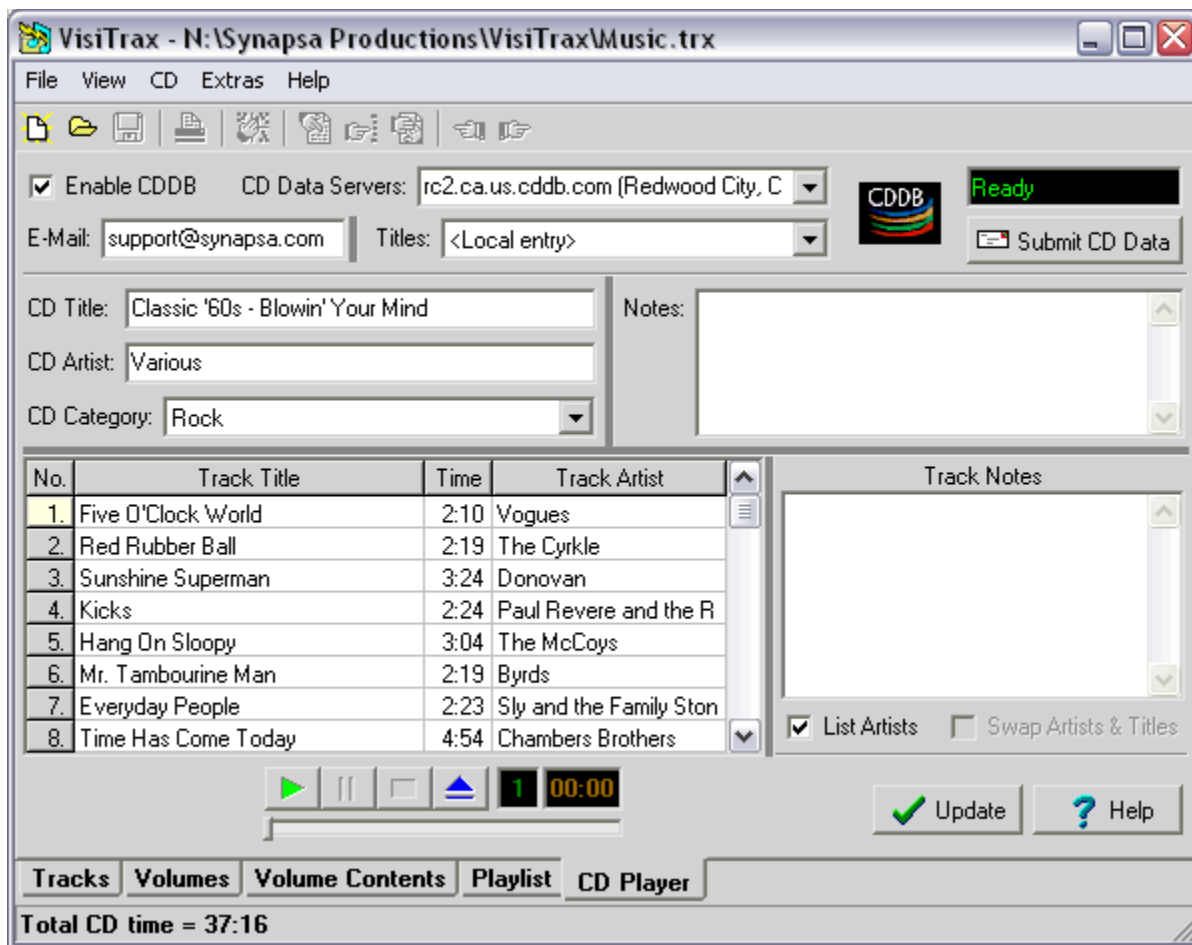 VisiTrax - N:\Synapsa Productions\VisiTrax\Music.trx
File View CD Extras Help
Enable CDDB CD Data Servers: rc2.ca.us.cddb.com (Redwood City, C CDDB Ready
E-Mail: support@synapsa.com Titles: <Local entry> Submit CD Data
CD Title: Classic '60s - Blowin' Your Mind Notes:
CD Artist: Various
CD Category: Rock
No. Track Title Time Track Artist Track Notes
1. Five O'Clock World 2:10 Vogues
2. Red Rubber Ball 2:19 The Cyrkle
3. Sunshine Superman 3:24 Donovan
4. Kicks 2:24 Paul Revere and the R
5. Hang On Sloopy 3:04 The McCoys
6. Mr. Tambourine Man 2:19 Byrds
7. Everyday People 2:23 Sly and the Family Ston
8. Time Has Come Today 4:54 Chambers Brothers
List Artists Swap Artists & Titles
1 00:00 Update ? Help
Tracks Volumes Volume Contents Playlist CD Player
Total CD time = 37:16